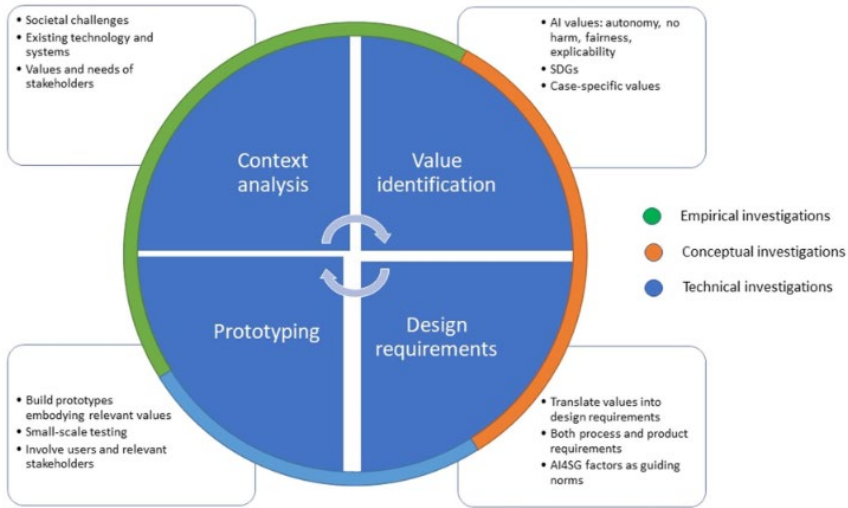 • Societal challenges
• Existing technology and
systems
• Values and needs of
stakeholders
• AI values: autonomy, no
harm, fairness,
explicability
• SDGs
• Case-specific values
Context
analysis
Value
identification
Empirical investigations
Conceptual investigations
Technical investigations
Prototyping
Design
requirements
• Build prototypes
embodying relevant values
• Small-scale testing
• Involve users and relevant
stakeholders
• Translate values into
design requirements
• Both process and product
requirements
• AI4SG factors as guiding
norms